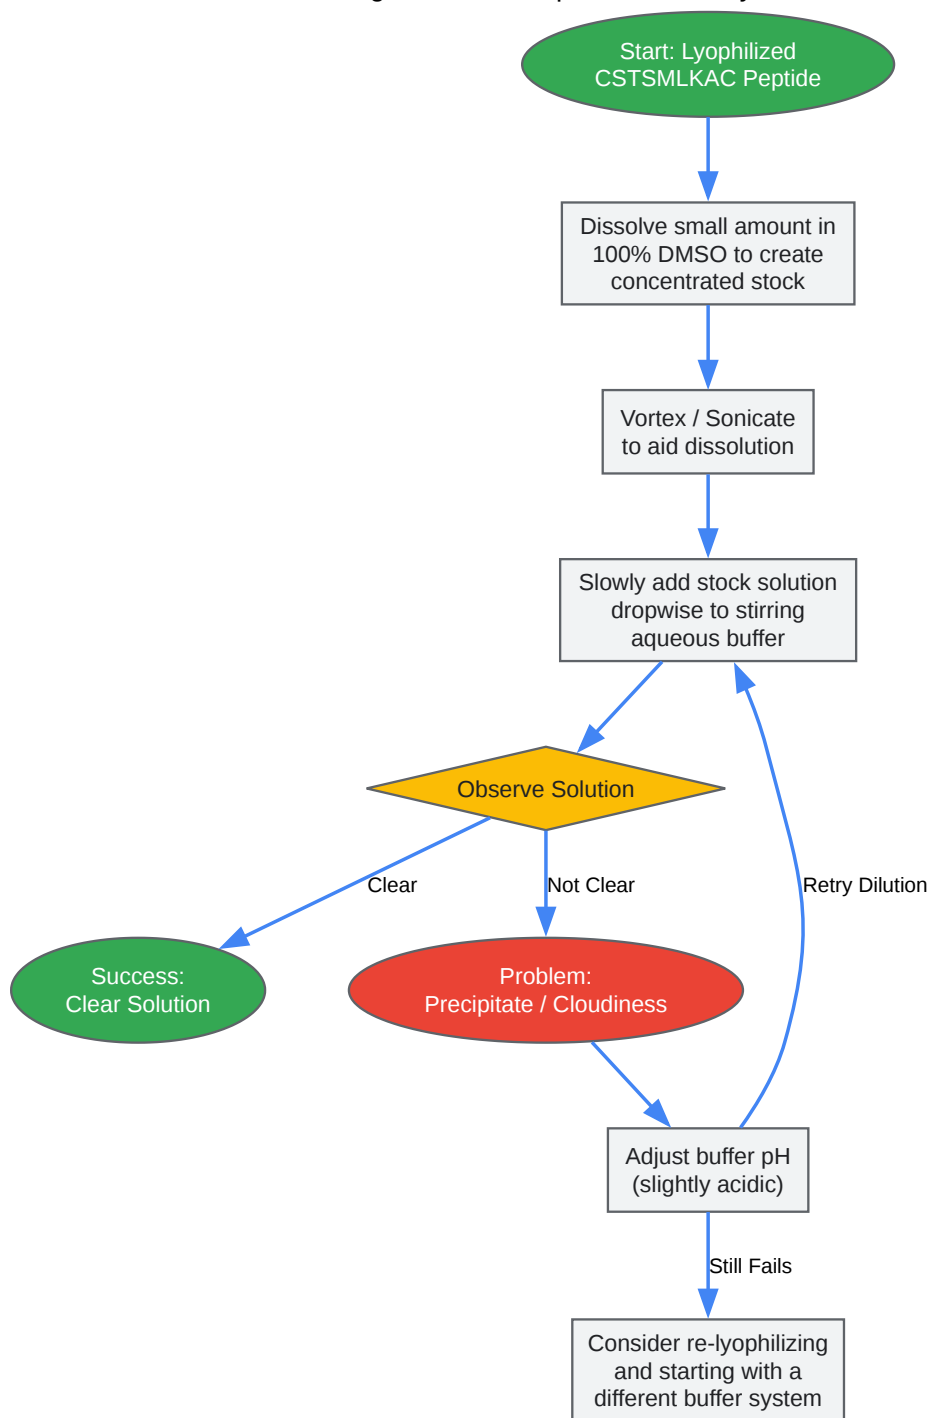 Start: Lyophilized
CSTSMLKAC Peptide
Dissolve small amount in
100% DMSO to create
concentrated stock
Vortex / Sonicate
to aid dissolution
Slowly add stock solution
dropwise to stirring
aqueous buffer
Observe Solution
Clear
Not Clear
Retry Dilution
Success:
Clear Solution
Problem:
Precipitate / Cloudiness
Adjust buffer pH
(slightly acidic)
Still Fails
Consider re-lyophilizing
and starting with a
different buffer system